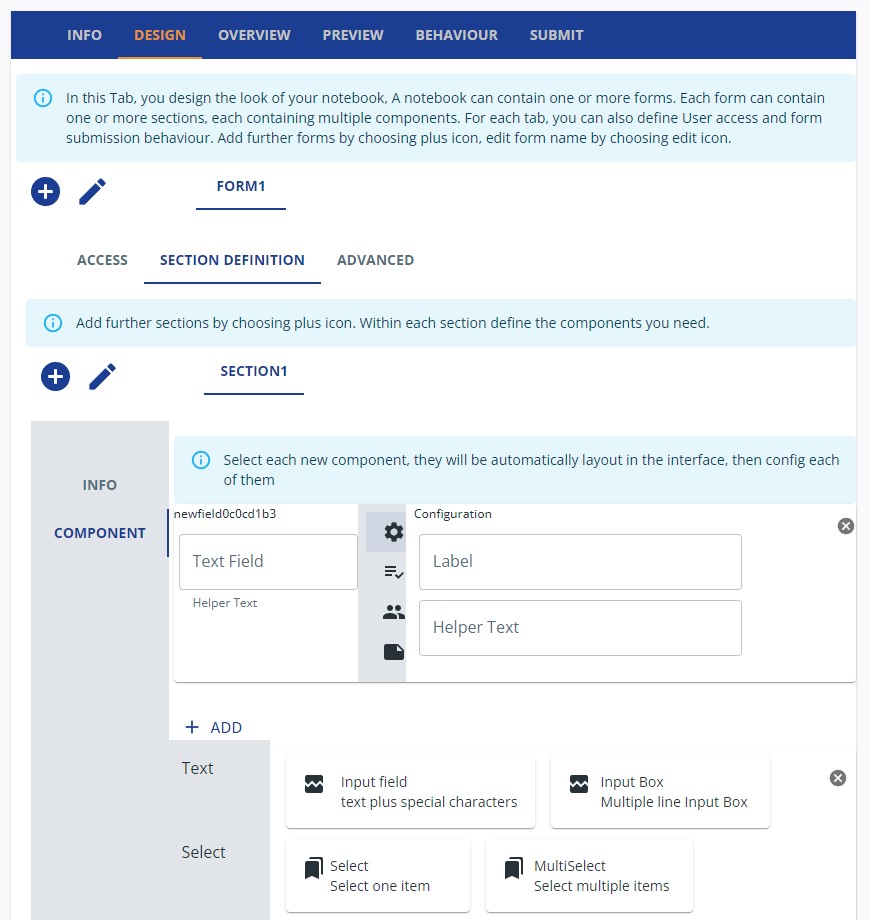 INFO DESIGN OVERVIEW PREVIEW BEHAVIOUR SUBMIT
In this Tab, you design the look of your notebook, A notebook can contain one or more forms. Each form can contain
one or more sections, each containing multiple components. For each tab, you can also define User access and form
submission behaviour. Add further forms by choosing plus icon, edit form name by choosing edit icon.
FORM1
ACCESS SECTION DEFINITION ADVANCED
Add further sections by choosing plus icon. Within each section define the components you need.
SECTION1
INFO
COMPONENT
Select each new component, they will be automatically layout in the interface, then config each
of them
newfield0c0cd1b3
Text Field
Helper Text
Configuration
Label
Helper Text
ADD
Text
Input field
text plus special characters
Input Box
Multiple line Input Box
Select
Select
Select one item
MultiSelect
Select multiple items